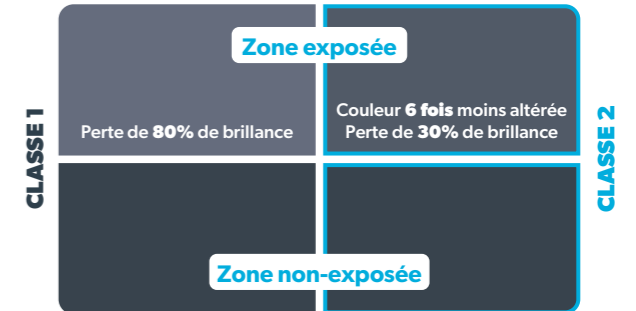 Zone exposée
CLASSE 1
Perte de 80% de brillance
Couleur 6 fois moins altérée
Perte de 30% de brillance
CLASSE 2
Zone non-exposée